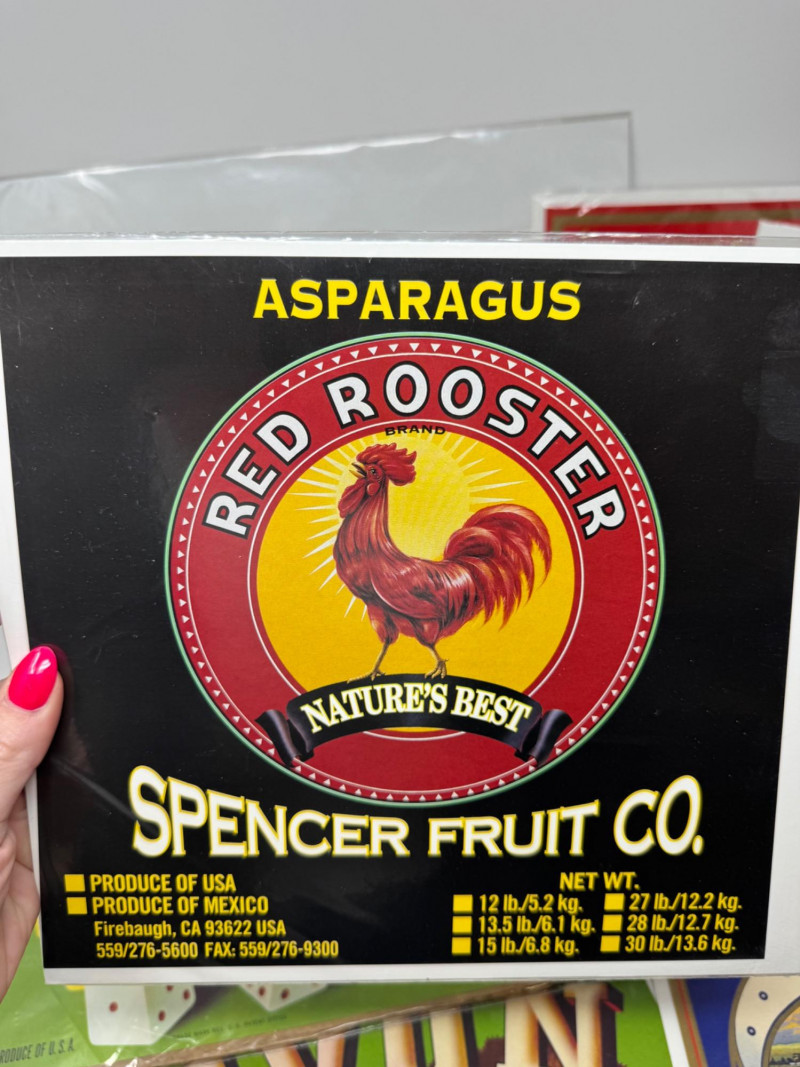 ASPARAGUS
RED ROOSTER
BRAND
NATURE'S BEST
SPENCER FRUIT CO.
PRODUCE OF USA
PRODUCE OF MEXICO
Firebaugh, CA 93622 USA
559/276-5600 FAX: 559/276-9300
NET WT.
12 lb./5.2 kg.
13.5 lb./6.1 kg.
15 lb./6.8 kg.
27 lb./12.2 kg.
28 lb./12.7 kg.
30 lb./13.6 kg.
RODUCE OF U.S.A.